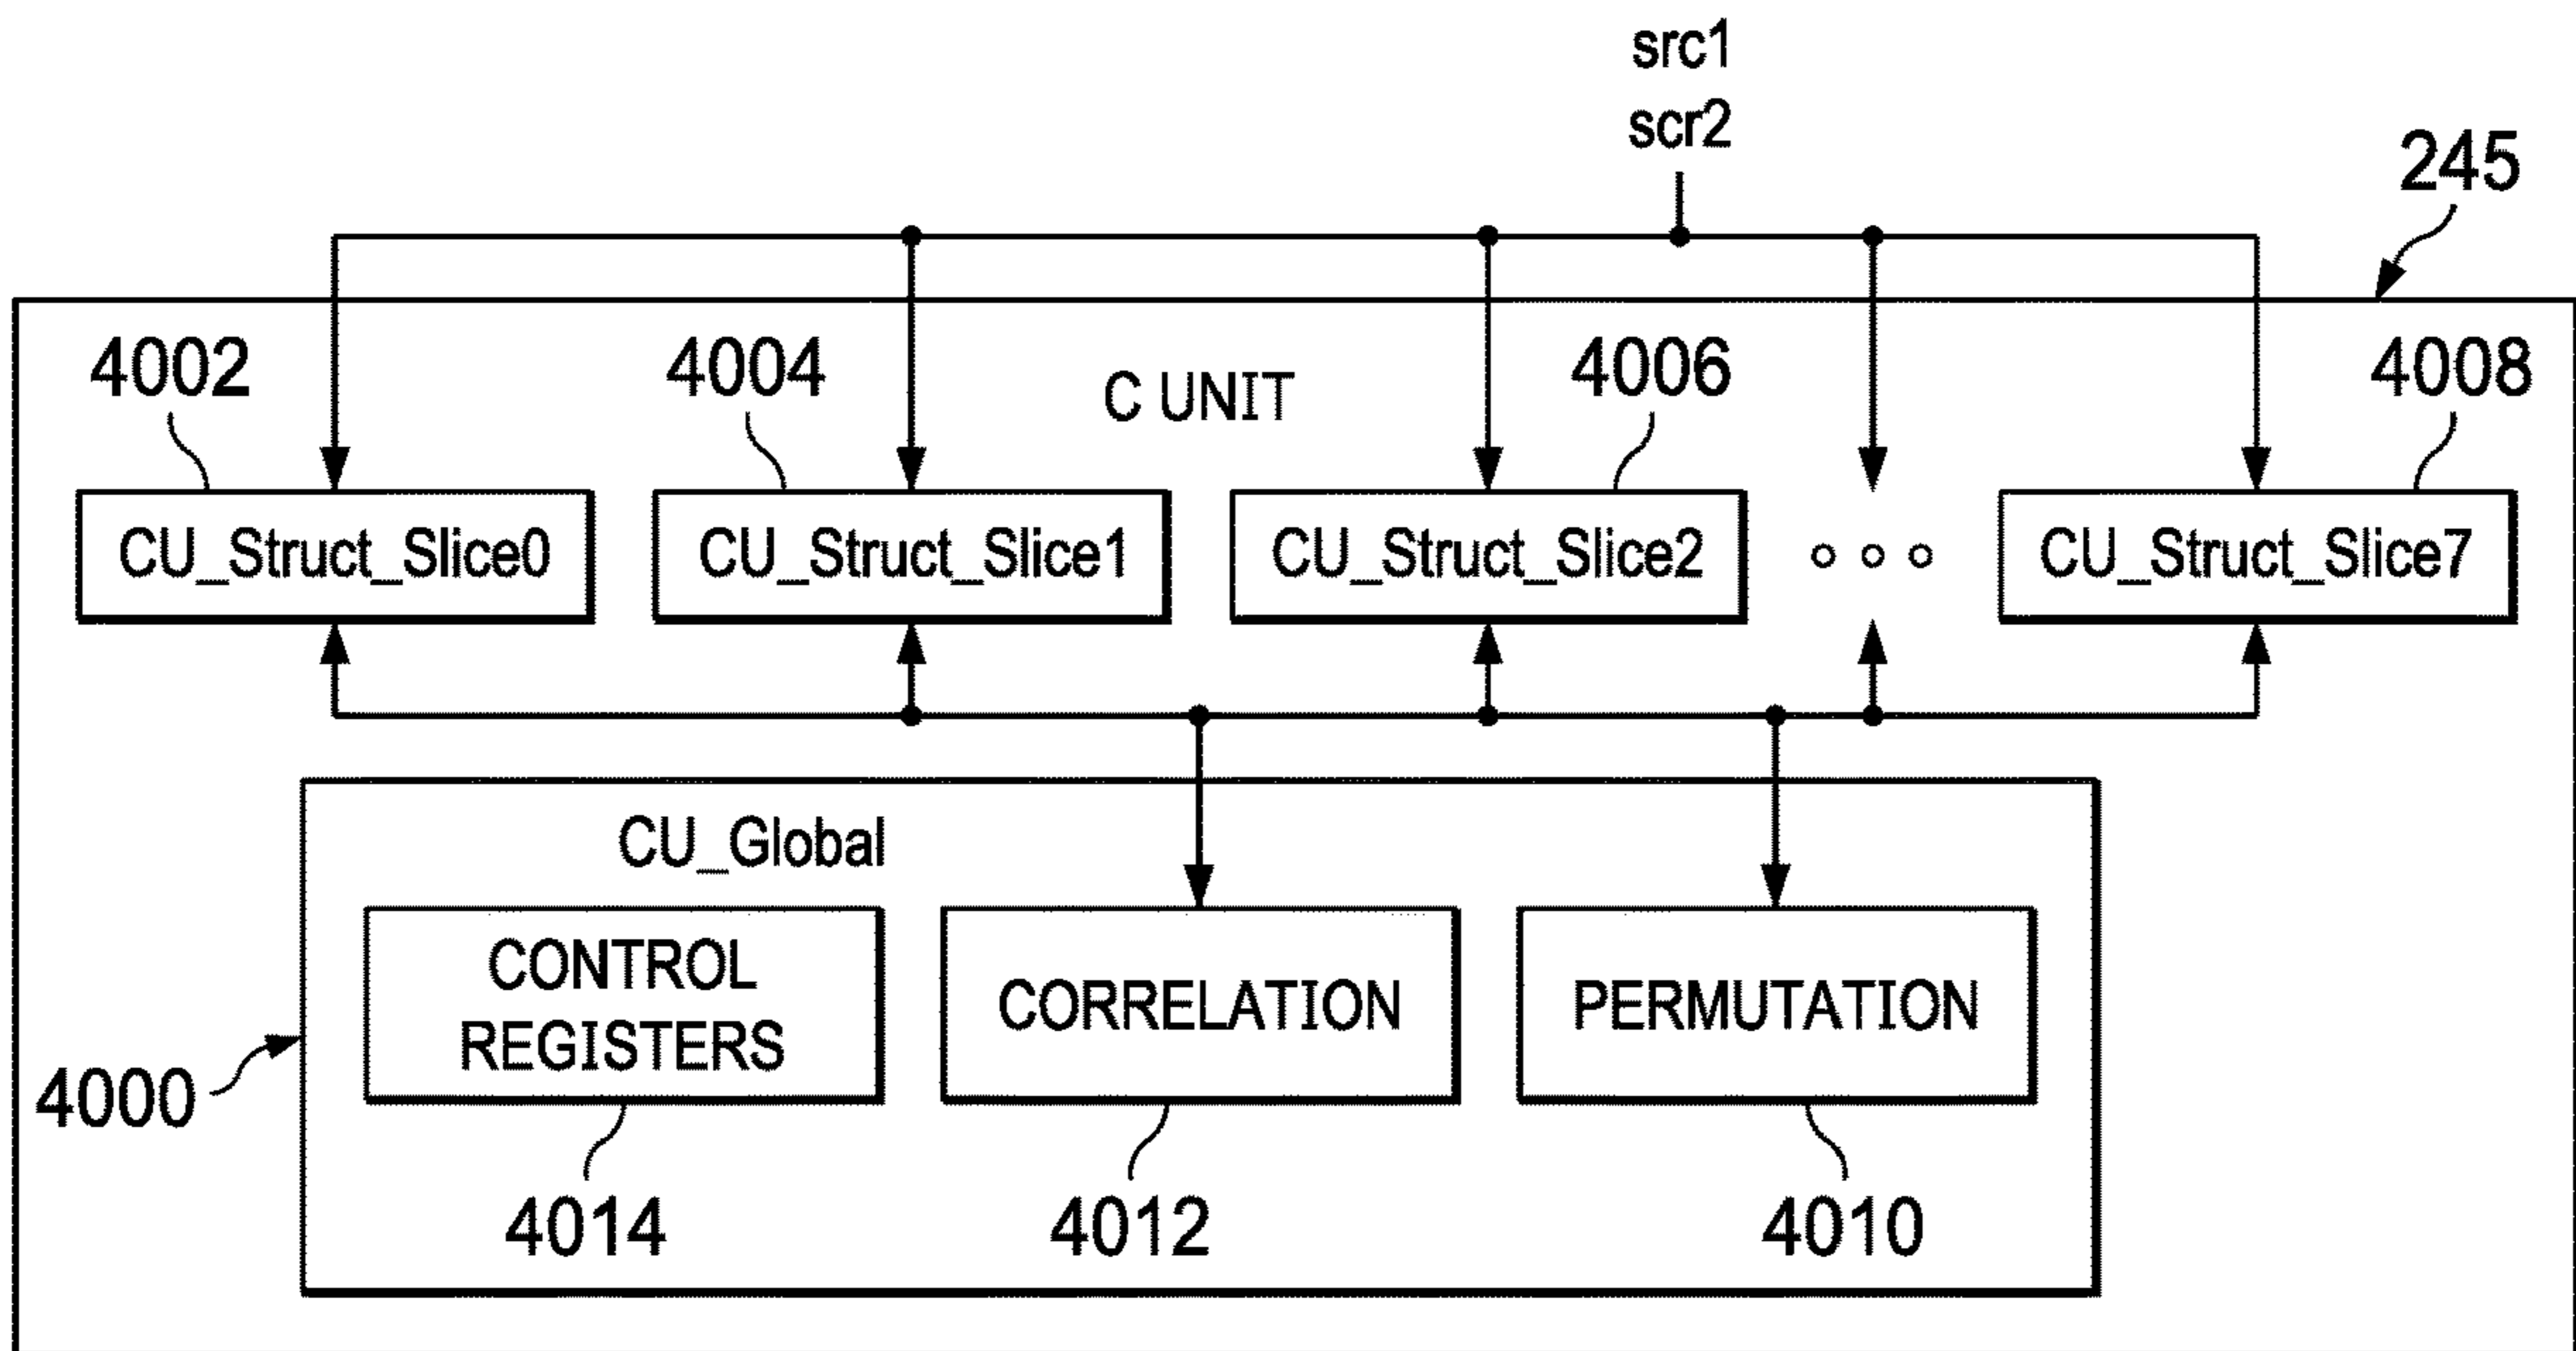 src1
scr2
245
4002
4004
C UNIT
4006
4008
CU_Struct_Slice0
CU_Struct_Slice1
CU_Struct_Slice2
CU_Struct_Slice7
CU_Global
CONTROL
REGISTERS
CORRELATION
PERMUTATION
4000
4014
4012
4010